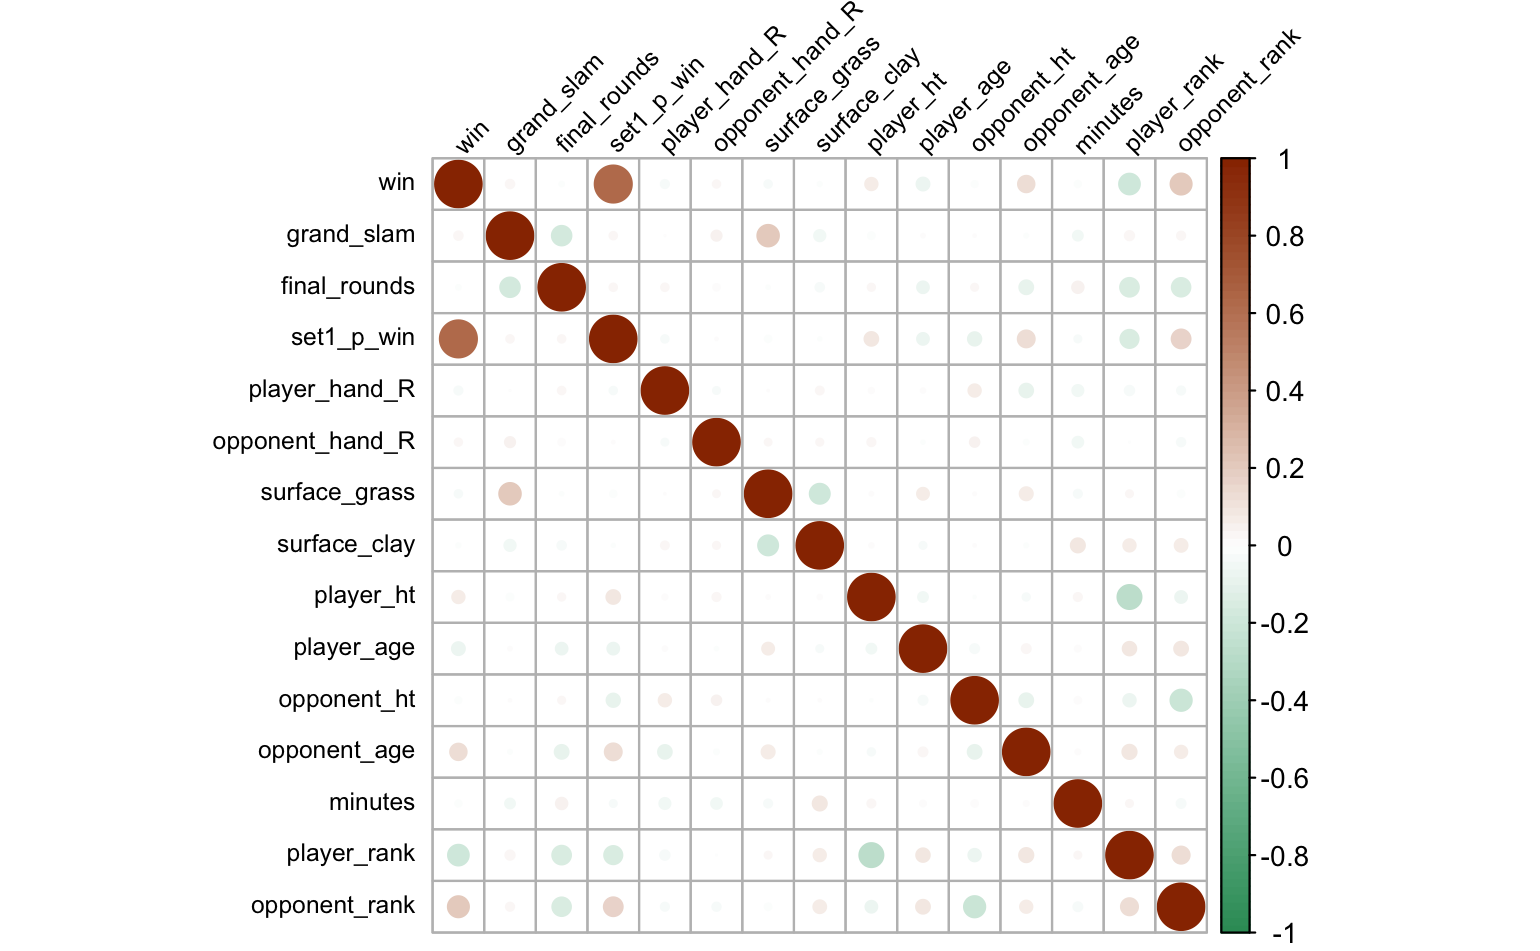 win
grand_slam
final_rounds
set1_p_win
player_hand_R
opponent_hand_R
surface_grass
surface_clay
player_ht
player_age
opponent_ht
opponent_age
minutes
player_rank
opponent_rank
win
grand_slam
final_rounds
set1_p_win
player_hand_R
opponent_hand_R
surface_grass
surface_clay
player_ht
player_age
opponent_ht
opponent_age
minutes
player_rank
opponent_rank
1
0.8
0.6
0.4
0.2
0
-0.2
-0.4
-0.6
-0.8
-1